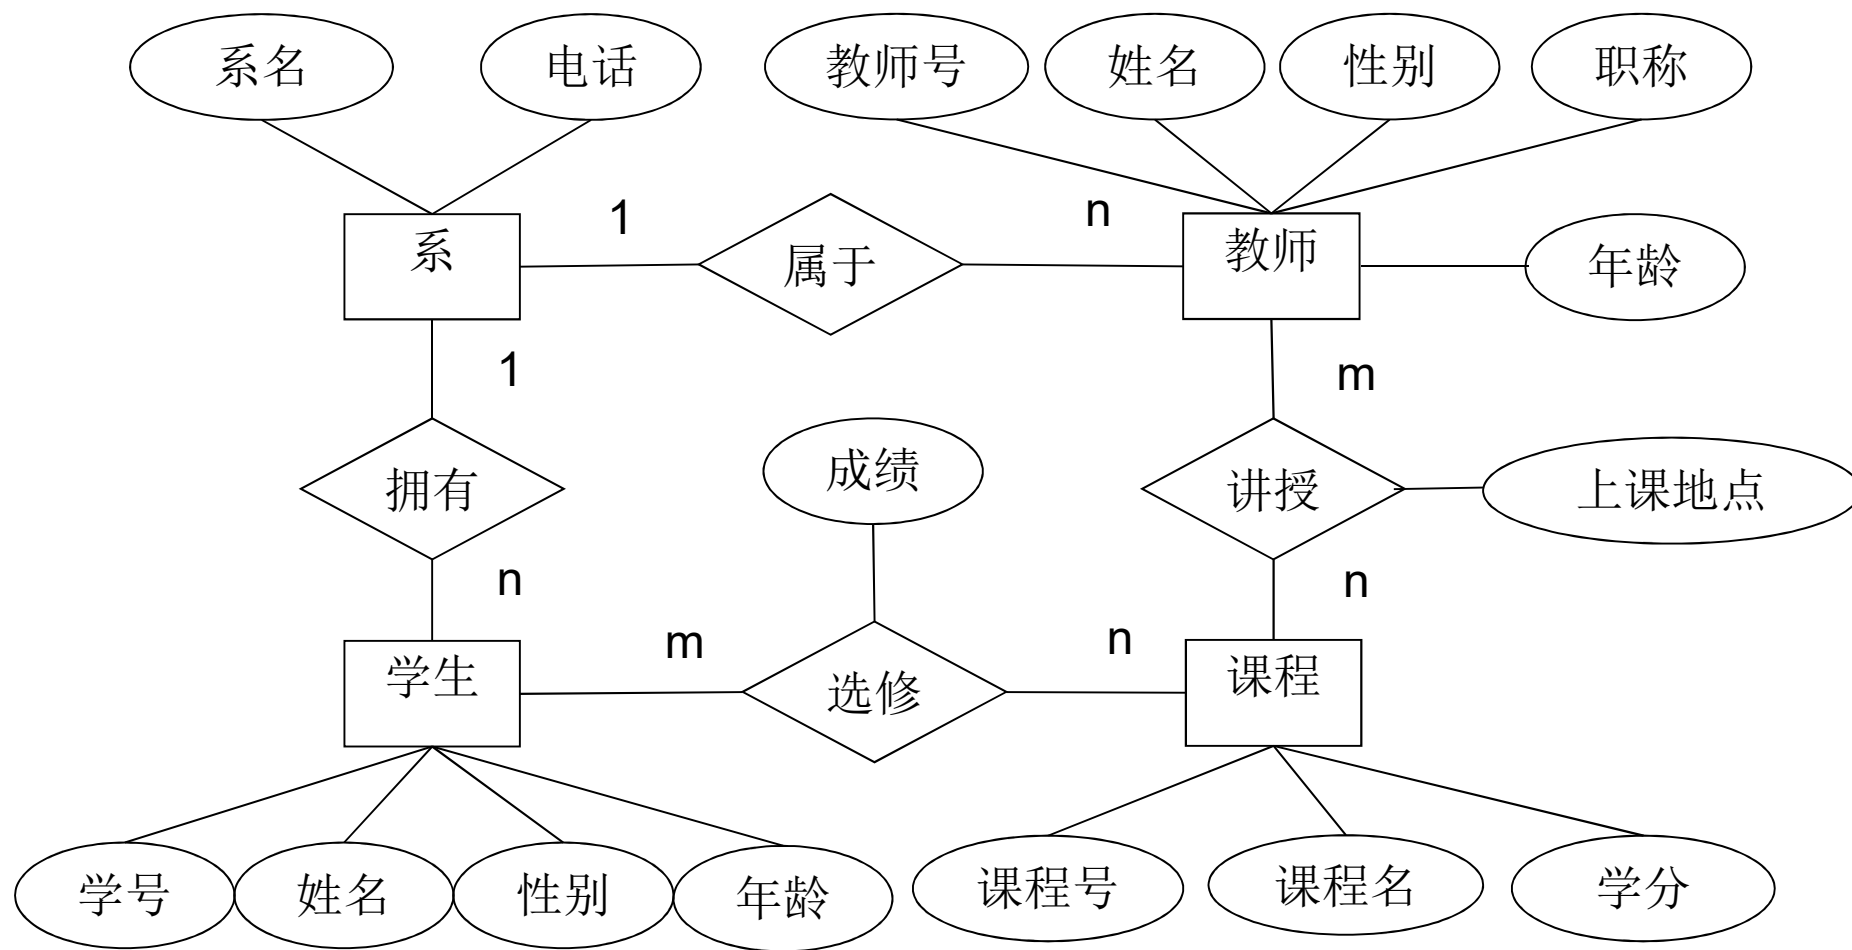 系名 电话 教师号 姓名 性别 职称
1 n
系 属于 教师 年龄
1 m
拥有 成绩 讲授 上课地点
n n
m n
学生 选修 课程
学号 姓名 性别 年龄 课程号 课程名 学分